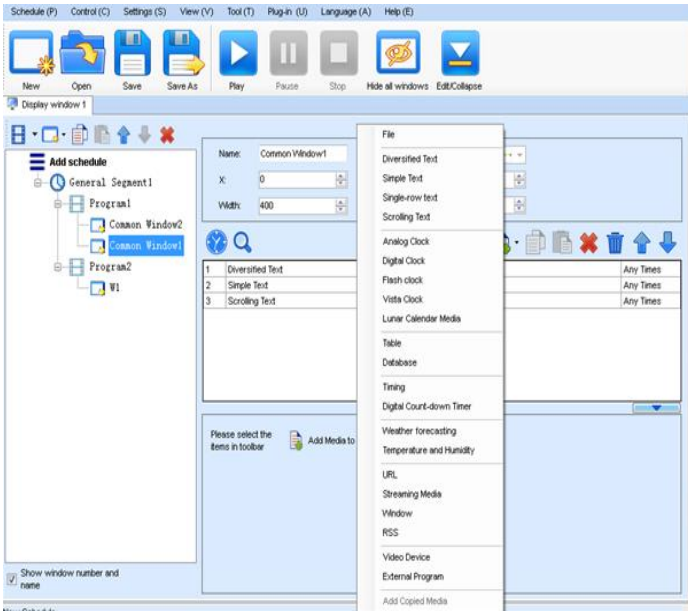 Schedule (P) Control (C) Settings (S) View (V) Tool (T) Plug-in (U) Language (A) Help (E)
New Open Save Save As Play Pause Stop Hide all windows Edit/Collapse
Display window 1
Add schedule
General Segment1
Program1
Common Window2
Common Window1
Program2
W1
Show window number and
name
Name: Common Window1
X: 0
Width: 400
1 Diversified Text Any Times
2 Simple Text Any Times
3 Scrolling Text
Please select the
items in toolbar
Add Media to
File
Diversified Text
Simple Text
Single-row text
Scrolling Text
Analog Clock
Digital Clock
Flash clock
Vista Clock
Lunar Calendar Media
Table
Database
Timing
Digital Count-down Timer
Weather forecasting
Temperature and Humidity
URL
Streaming Media
Window
RSS
Video Device
External Program
Add Copied Media